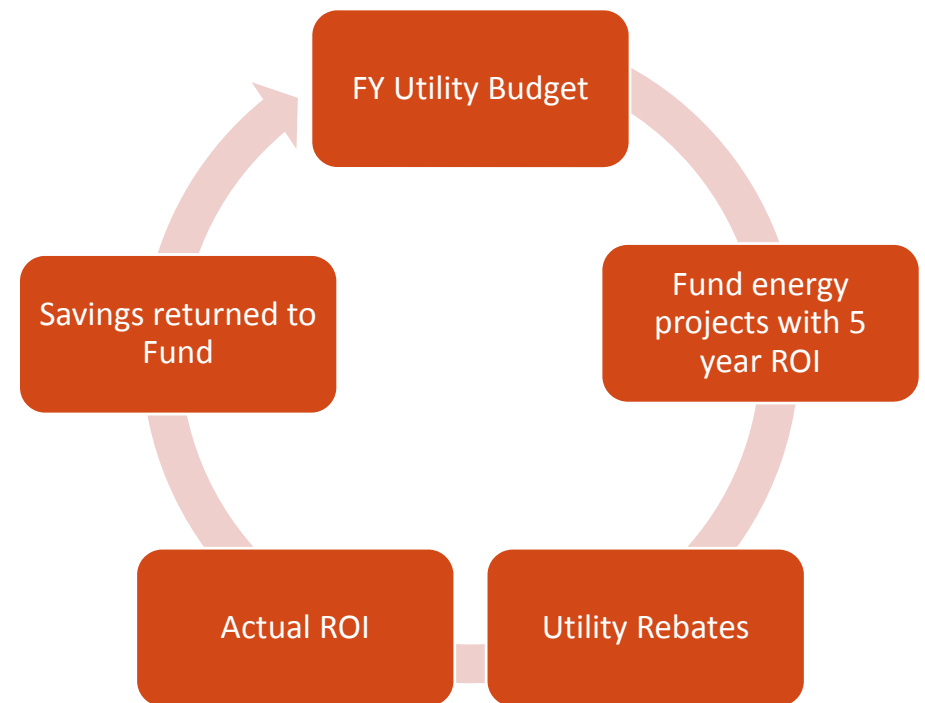 FY Utility Budget
Fund energy
projects with 5
year ROI
Utility Rebates
Actual ROI
Savings returned to
Fund